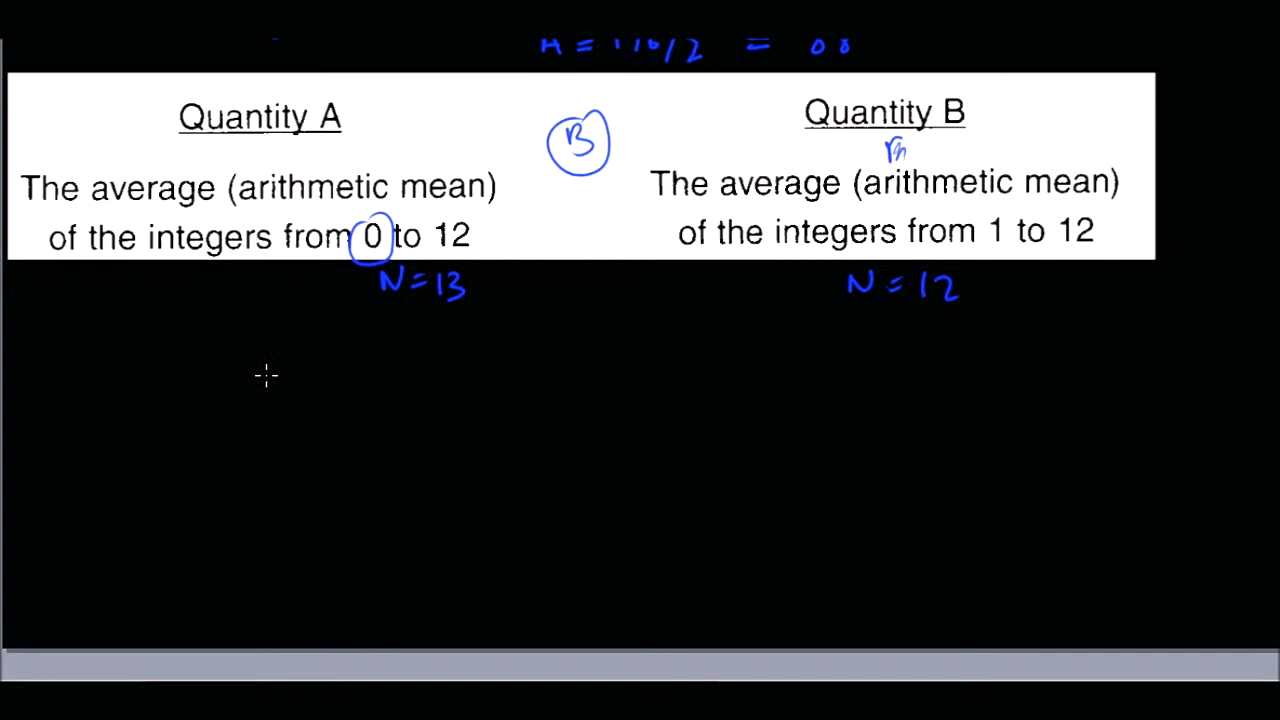 Quantity A
B
Quantity B
The average (arithmetic mean)
of the integers from 0 to 12
The average (arithmetic mean)
of the integers from 1 to 12
N = 13
N = 12